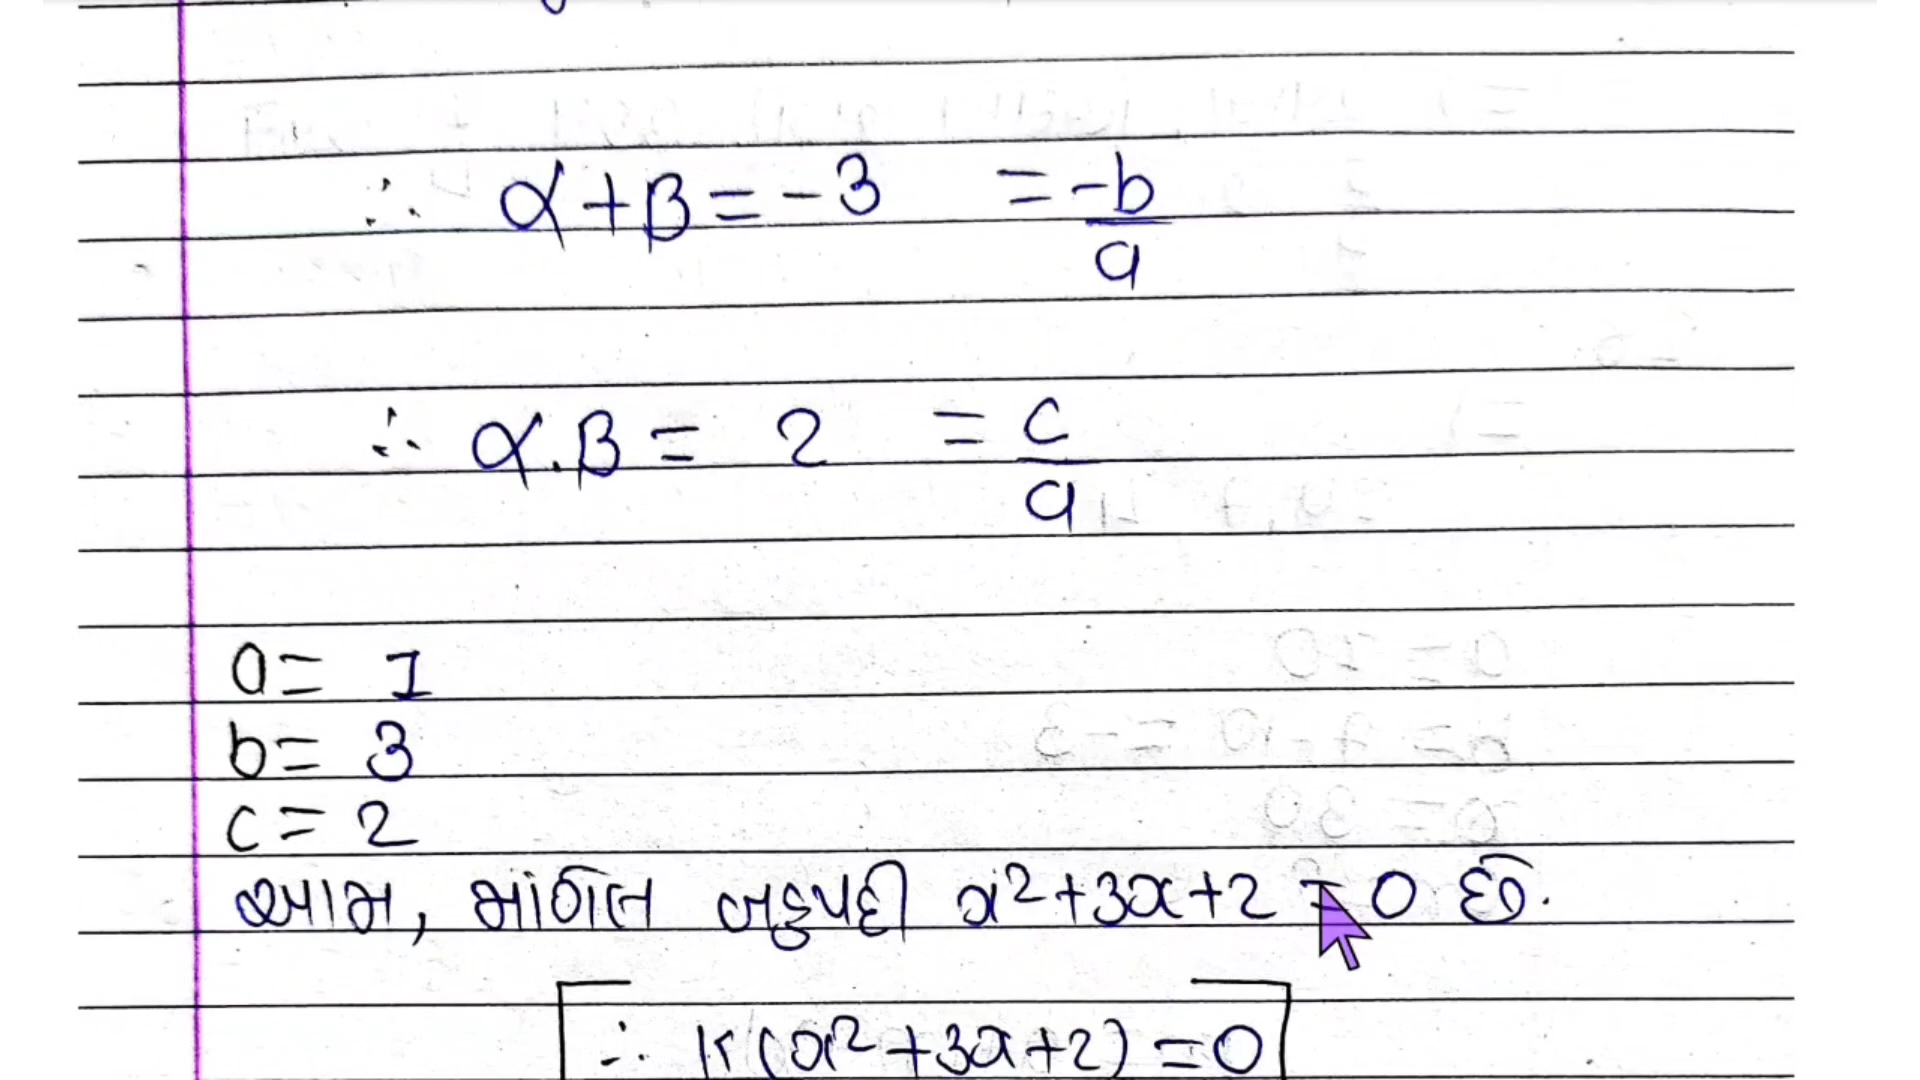 ∴ α+β = -3 = -b/a
∴ α.β = 2 = c/a
a = 1
b = 3
c = 2
આમ, માંગેલ બહુપદી x²+3x+2 = 0 છે.
∴ k(x²+3x+2) = 0